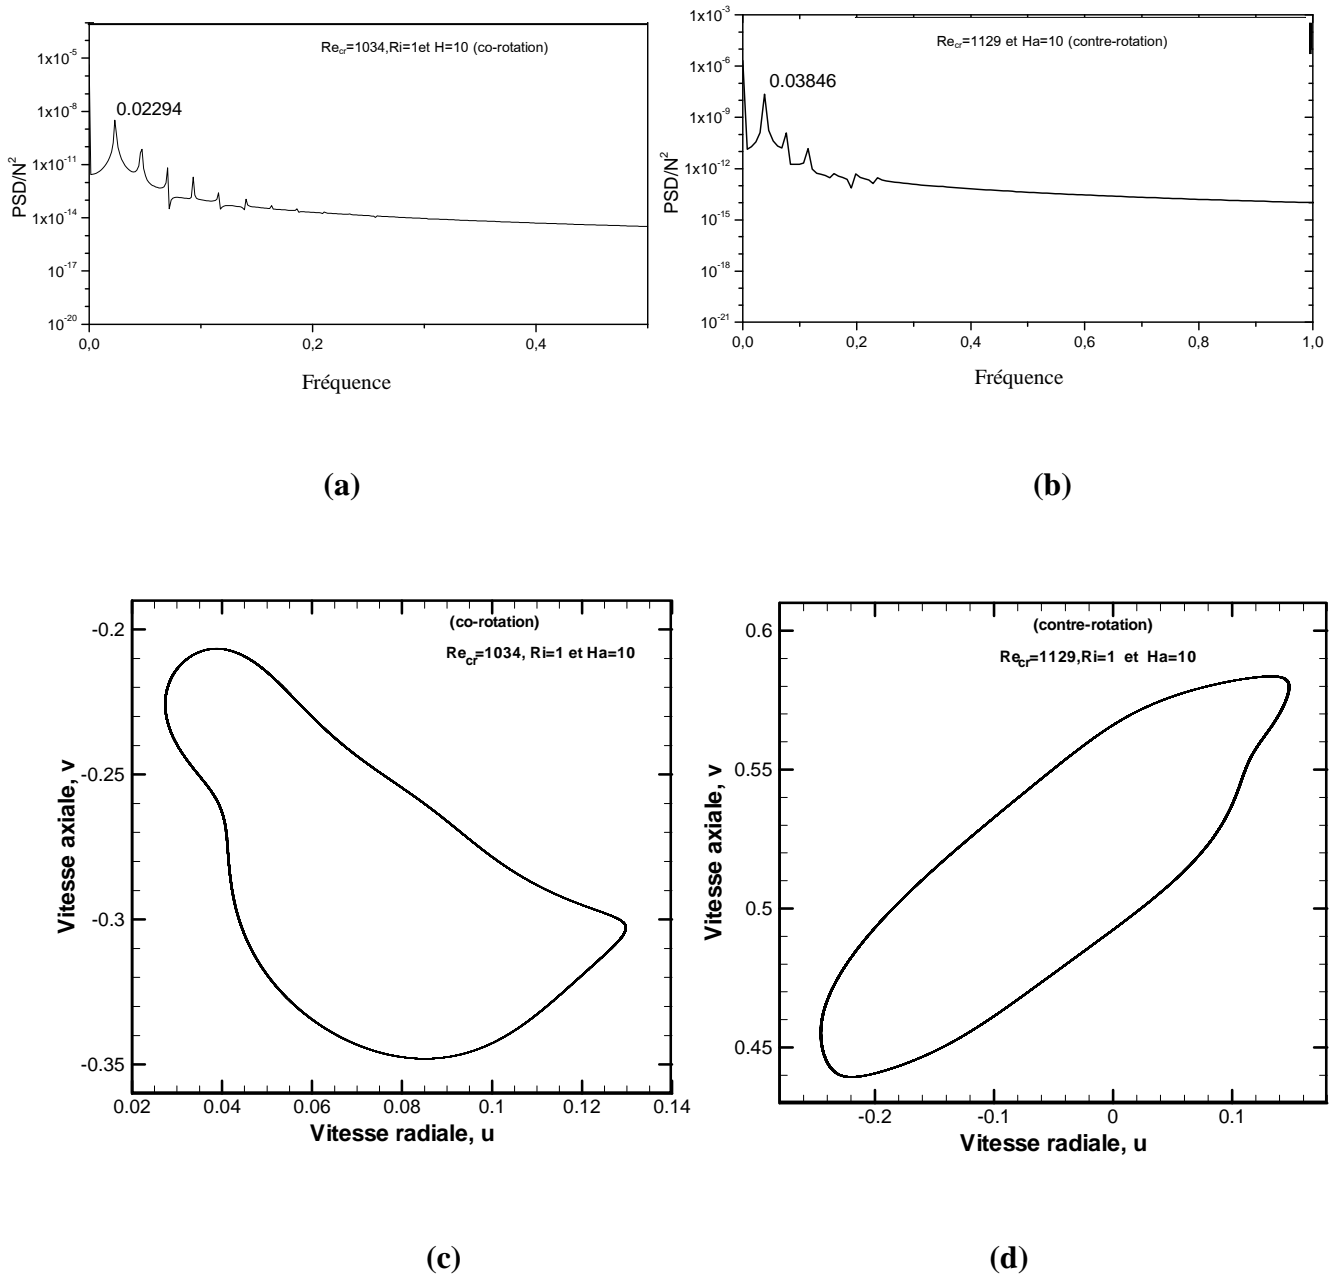 Re_cr=1034,Ri=1et H=10 (co-rotation)
0.02294
1x10^-5
1x10^-8
1x10^-11
1x10^-14
10^-17
10^-20
PSD/N^2
0,0 0,2 0,4
Fréquence
(a)
Re_cr=1129 et Ha=10 (contre-rotation)
0.03846
1x10^-3
1x10^-6
1x10^-9
1x10^-12
1x10^-15
10^-18
10^-21
PSD/N^2
0,0 0,2 0,4 0,6 0,8 1,0
Fréquence
(b)
(co-rotation)
Re_cr=1034, Ri=1 et Ha=10
-0.2
-0.25
-0.3
-0.35
Vitesse axiale, v
0.02 0.04 0.06 0.08 0.1 0.12 0.14
Vitesse radiale, u
(c)
(contre-rotation)
Re_cr=1129,Ri=1 et Ha=10
0.6
0.55
0.5
0.45
Vitesse axiale, v
-0.2 -0.1 0 0.1
Vitesse radiale, u
(d)